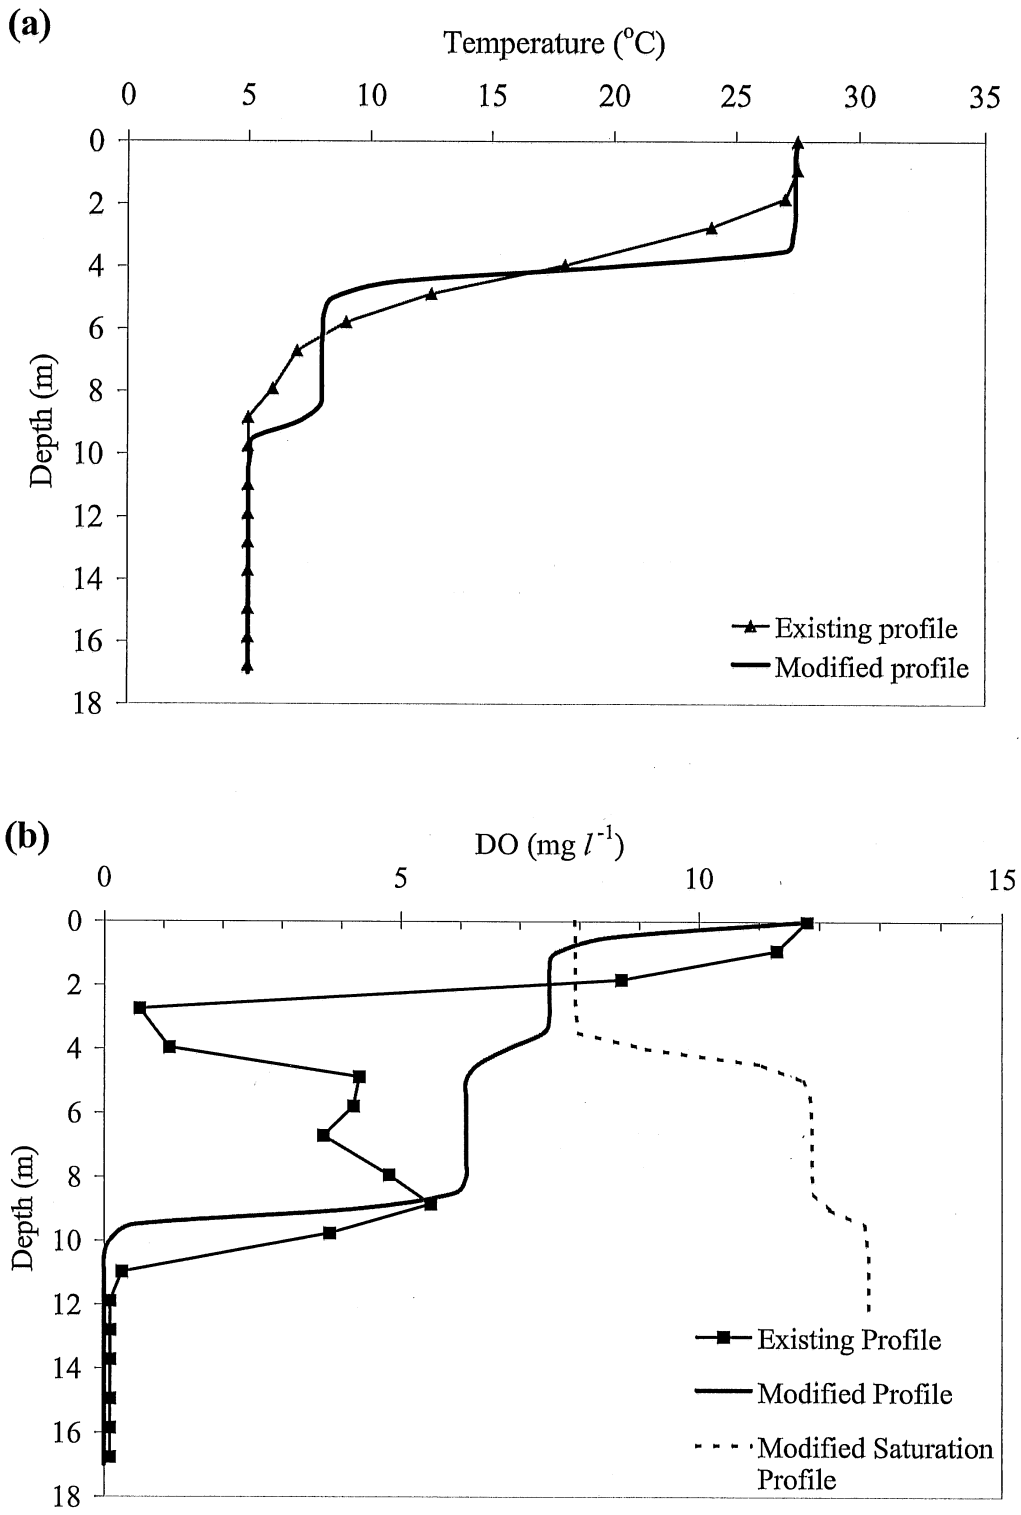 (a)
Temperature (°C)
0 5 10 15 20 25 30 35
0
2
4
6
8
10
12
14
16
18
Depth (m)
Existing profile
Modified profile
(b)
DO (mg l⁻¹)
0 5 10 15
0
2
4
6
8
10
12
14
16
18
Depth (m)
Existing Profile
Modified Profile
Modified Saturation
Profile